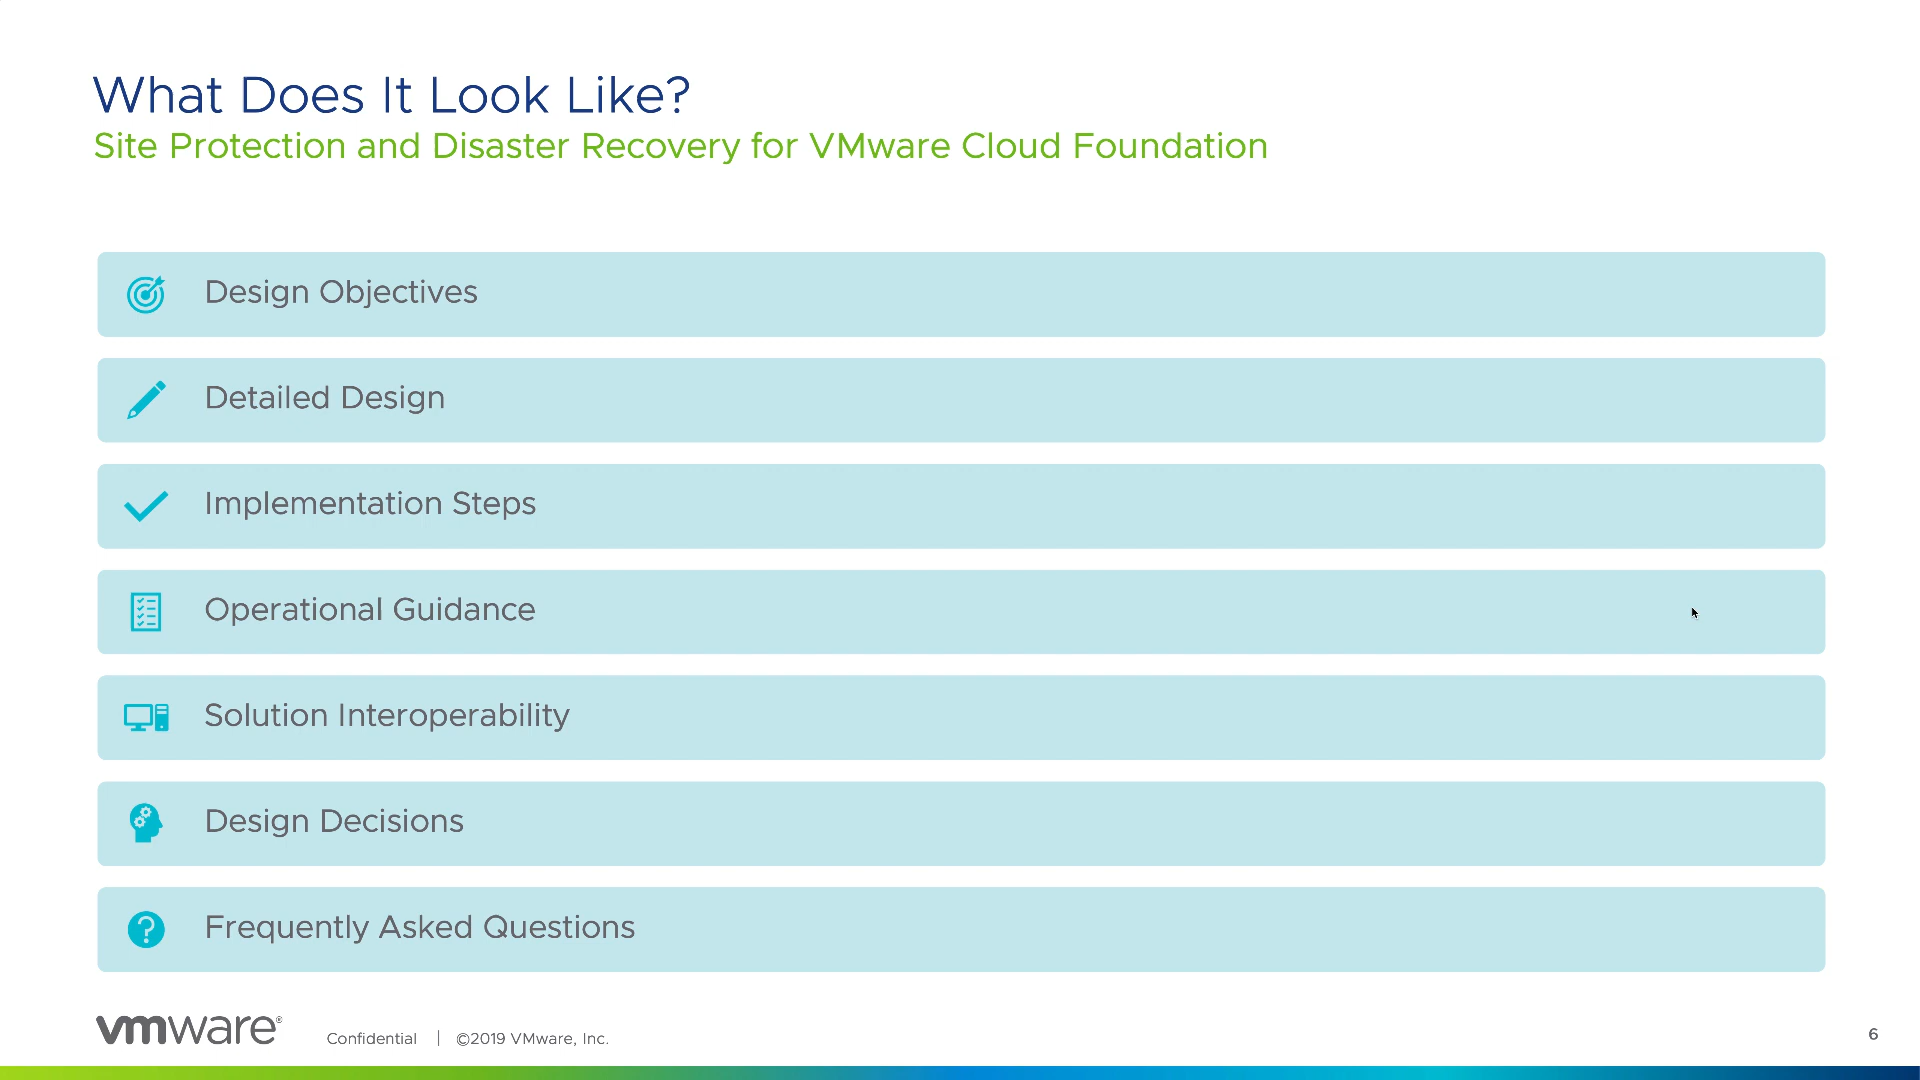 What Does It Look Like?
Site Protection and Disaster Recovery for VMware Cloud Foundation
Design Objectives
Detailed Design
Implementation Steps
Operational Guidance
Solution Interoperability
Design Decisions
Frequently Asked Questions
vmware® Confidential | ©2019 VMware, Inc. 6